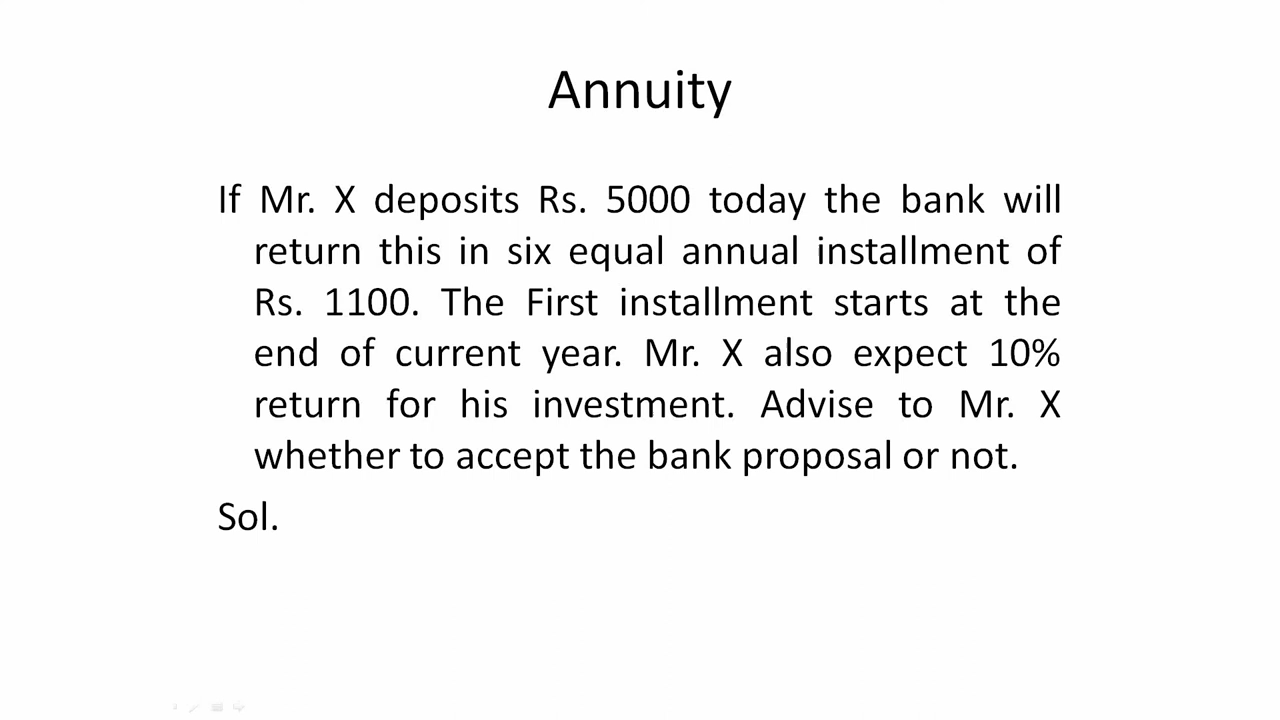 Annuity
If Mr. X deposits Rs. 5000 today the bank will
return this in six equal annual installment of
Rs. 1100. The First installment starts at the
end of current year. Mr. X also expect 10%
return for his investment. Advise to Mr. X
whether to accept the bank proposal or not.
Sol.